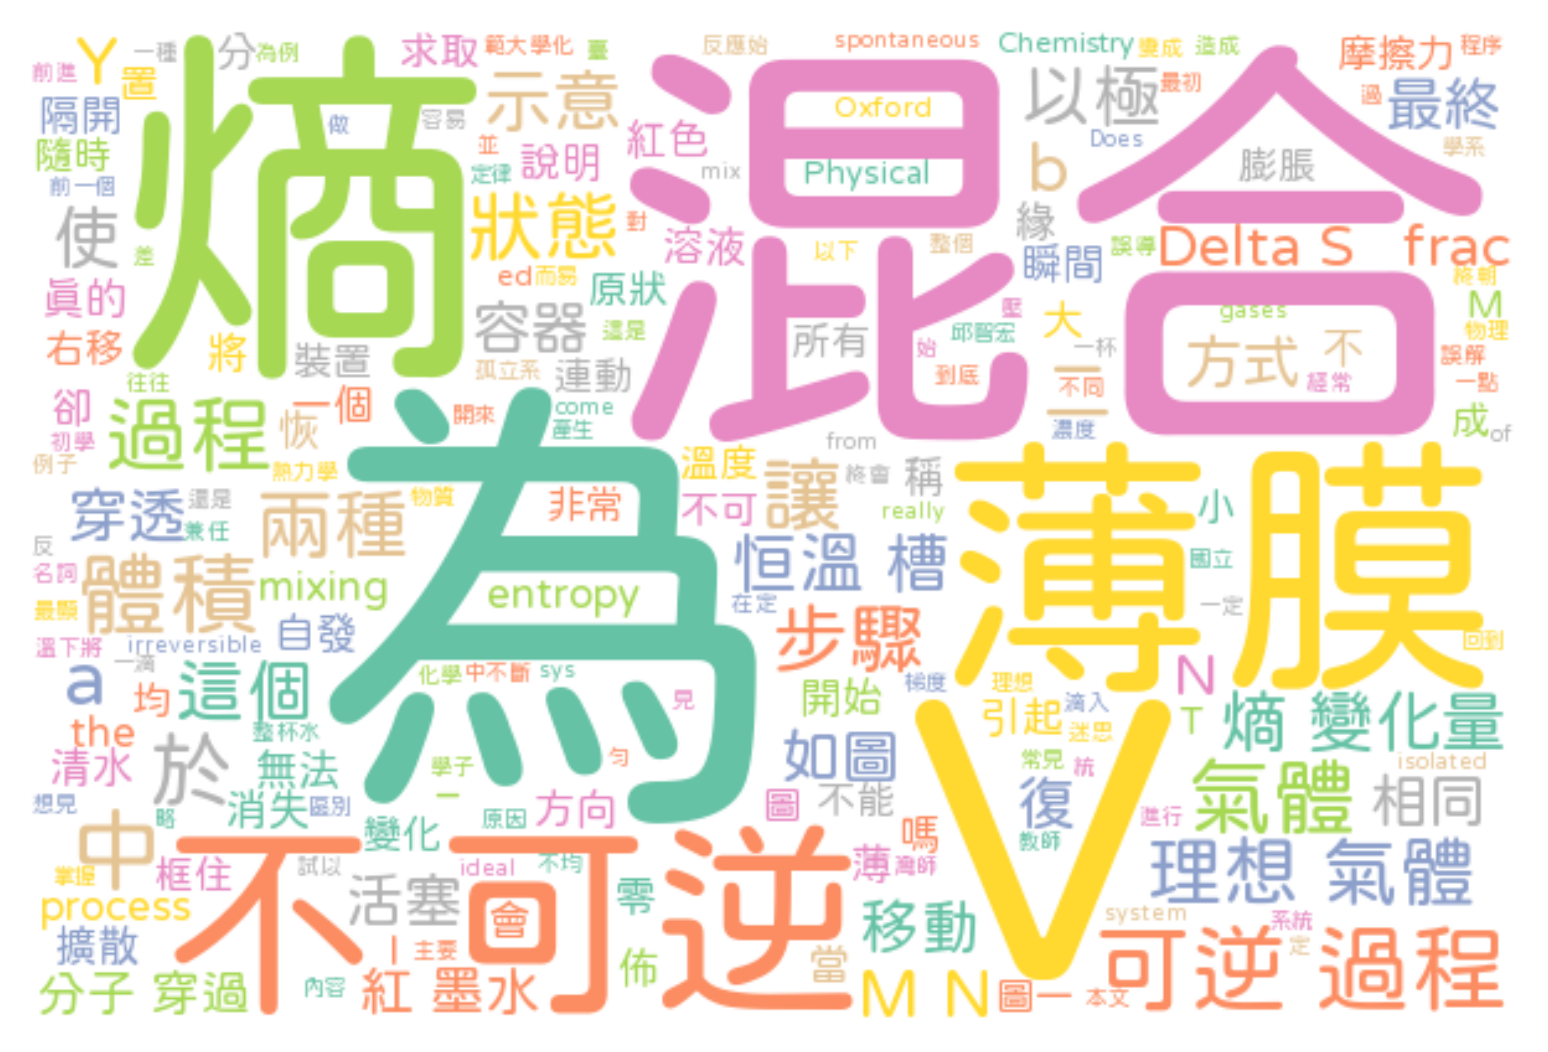 前進
Y
置
一種
分
為例
求取
範大學化
臺
反應始
spontaneous
Chemistry
變成
造成
摩擦力
程序
隔開
隨時
前一個
熵
做
容易
示意
並
定律
說明
紅色
mix
混合
Oxford
Physical
以極
Does
b
最初
過
最終
學系
膨脹
使
差
狀態
對
溶液
以下
整個
緣
瞬間
誤導
Delta S
frac
終朝
真的
ed
而易
原狀
壓
gases
M
右移
將
裝置
容器
還是
所有
始
邱智宏
大
一杯
方式
不
物理
誤解
往往
孤立系
連動
到底
一
不同
經常
一點
卻
過程
恢
一個
開來
come
產生
濃度
成
of
初學
例子
熱力學
為
from
薄膜
穿透
還是
兼任
兩種
物質
非常
溫度
不可
讓
終會
稱
really
小
反
名詞
體積
mixing
entropy
恒溫 槽
國立
最顯
在定
一定
溫下將
irreversible
自發
步驟
回到
一滴
a
均
這個
化學
中不斷
sys
見
開始
梯度
理想
滴入
N
T
熵 變化量
the
整杯水
引起
迷思
清水
於
無法
學子
勻
如圖
V
常見
統
isolated
想見
略
消失
區別
一
原因
方向
圖
不能
復
教師
進行
氣體
相同
中
掌握
框住
不可逆
變化
試以
ideal
不均
薄
灣師
嗎
理想 氣體
process
活塞
會
零
移動
system
系統
擴散
主要
佈
當
定
分子 穿過
內容
紅 墨水
M N
圖一
本文
可逆 過程